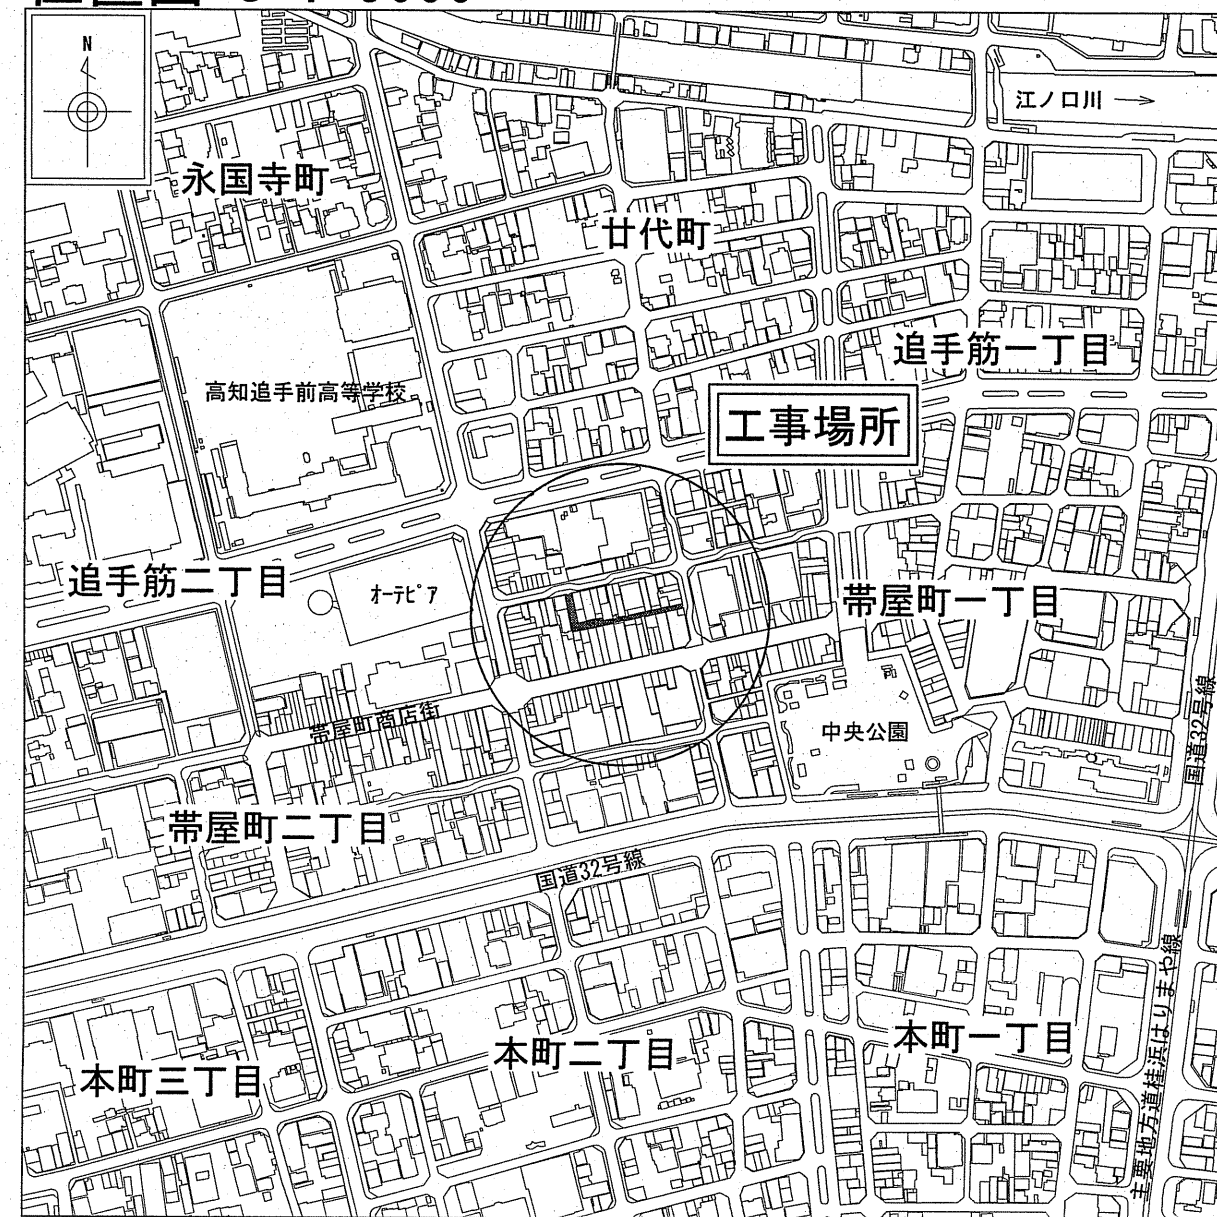 N
江ノ口川 →
永国寺町
廿代町
追手筋一丁目
高知追手前高等学校
工事場所
追手筋二丁目
オーテピア
帯屋町一丁目
帯屋町商店街
中央公園
国道32号線
帯屋町二丁目
国道32号線
本町一丁目
本町二丁目
本町三丁目
主要地方道桂浜はりまや線